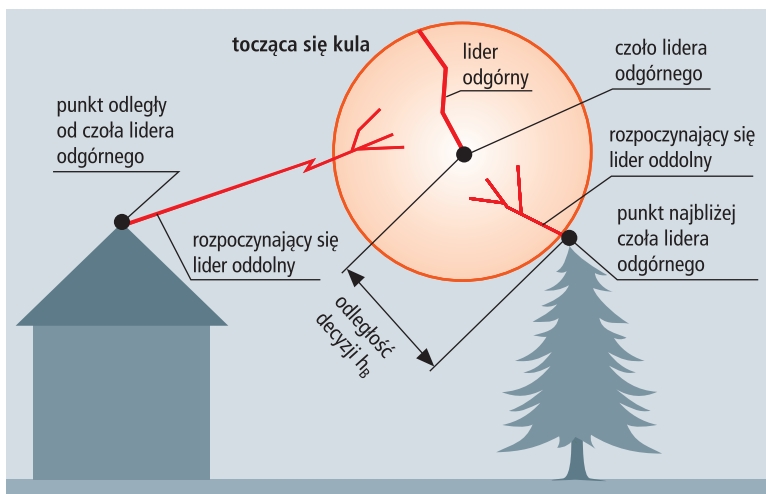 tocząca się kula
lider
odgórny
czoło lidera
odgórnego
punkt odległy
od czoła lidera
odgórnego
rozpoczynający się
lider oddolny
rozpoczynający się
lider oddolny
punkt najbliżej
czoła lidera
odgórnego
odległość
decyzji hB